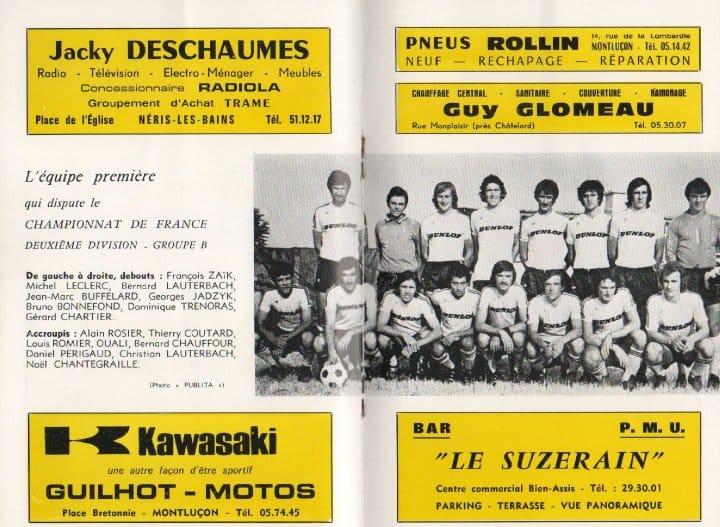 Jacky DESCHAUMES
Radio - Télévision - Electro-Ménager - Meubles
Concessionnaire RADIOLA
Groupement d'Achat TRAME
Place de l'Église NÉRIS-LES-BAINS Tél. 51.12.17
PNEUS ROLLIN 14, rue de la Lombardie
MONTLUÇON - Tél. 05.14.42
NEUF — RECHAPAGE — RÉPARATION
CHAUFFAGE CENTRAL - SANITAIRE - COUVERTURE - RAMONAGE
GUY GLOMEAU
Rue Monplaisir (près Châtelard) Tél. 05.30.07
L'équipe première
qui dispute le
CHAMPIONNAT DE FRANCE
DEUXIÈME DIVISION - GROUPE B
De gauche à droite, debouts : François ZAÏK,
Michel LECLERC, Bernard LAUTERBACH,
Jean-Marc BUFFÉLARD, Georges JADZYK,
Bruno BONNEFOND, Dominique TRENORAS,
Gérard CHARTIER.
Accroupis : Alain ROSIER, Thierry COUTARD,
Louis ROMIER, OUALI, Bernard CHAUFFOUR,
Daniel PERIGAUD, Christian LAUTERBACH,
Noël CHANTEGRAILLE.
(Photo « PUBLITA »)
DUNLOP
DUNLOP
DUNLOP
DUNLOP
DUNLOP
DUNLOP
Kawasaki
une autre façon d'être sportif
GUILHOT - MOTOS
Place Bretonnie - MONTLUÇON - Tél. 05.74.45
BAR P. M. U.
"LE SUZERAIN"
Centre commercial Bien-Assis - Tél. : 29.30.01
PARKING - TERRASSE - VUE PANORAMIQUE